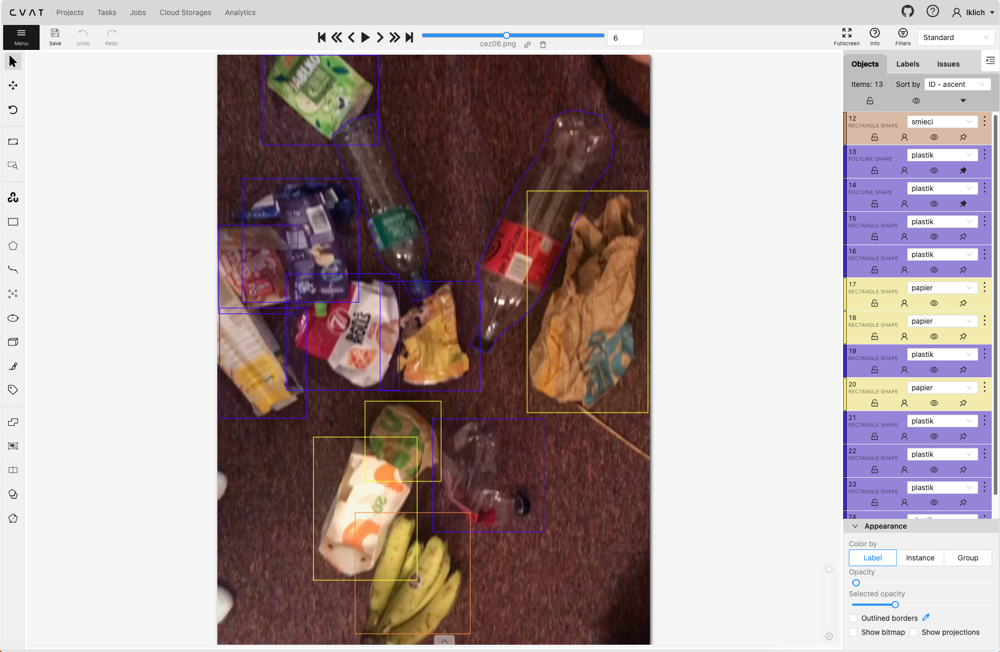 CVAT Projects Tasks Jobs Cloud Storages Analytics Iklich
Menu Save Undo Redo cez06.png 6 Fullscreen Info Filters Standard
Objects Labels Issues
Items: 13 Sort by ID - ascent
12 RECTANGLE SHAPE smieci
13 POLYLINE SHAPE plastik
14 POLYLINE SHAPE plastik
15 RECTANGLE SHAPE plastik
16 RECTANGLE SHAPE plastik
17 RECTANGLE SHAPE papier
18 RECTANGLE SHAPE papier
19 RECTANGLE SHAPE plastik
20 RECTANGLE SHAPE papier
21 RECTANGLE SHAPE plastik
22 RECTANGLE SHAPE plastik
23 RECTANGLE SHAPE plastik
24 plastik
Appearance
Color by
Label Instance Group
Opacity
Selected opacity
Outlined borders
Show bitmap Show projections
JABŁKO